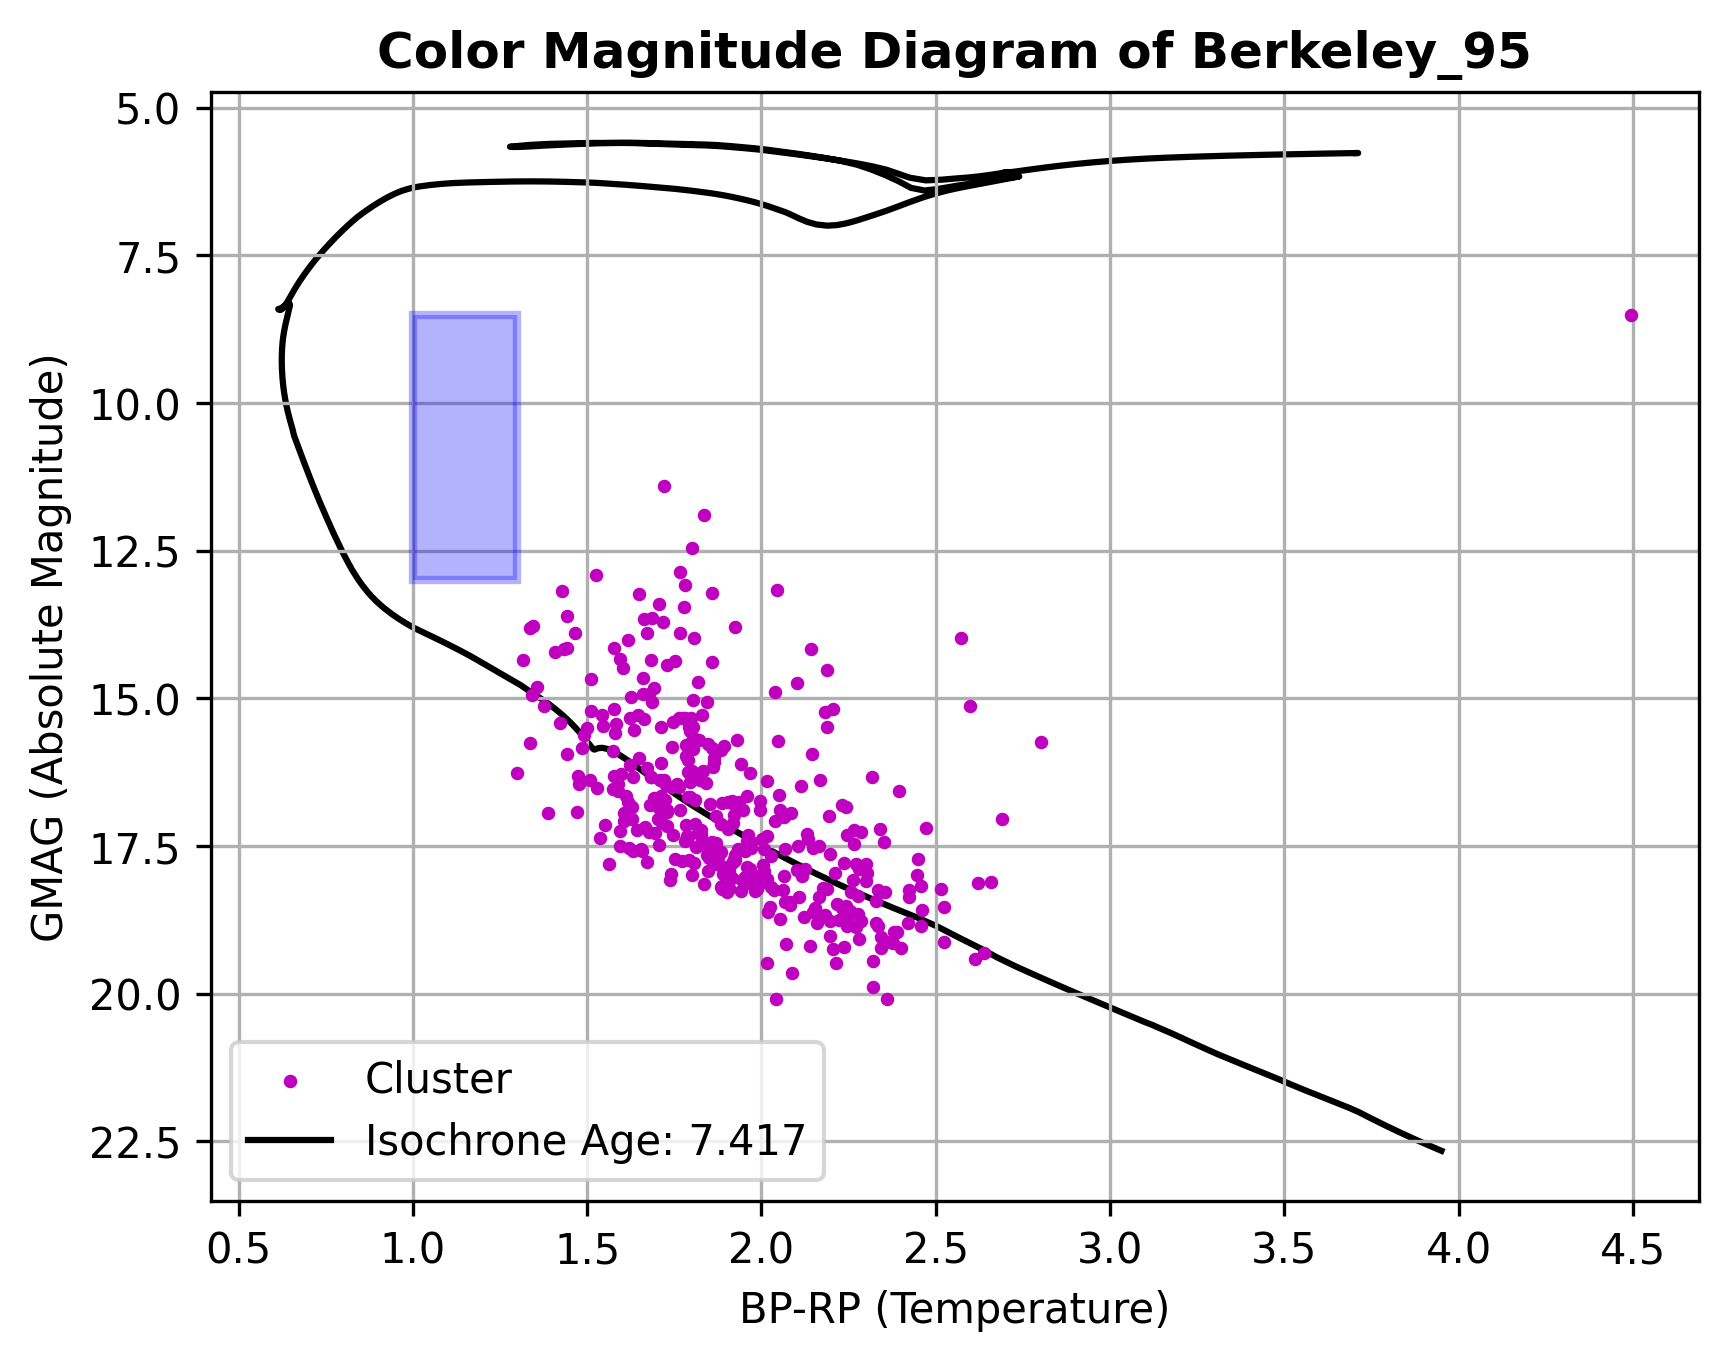 Color Magnitude Diagram of Berkeley_95
GMAG (Absolute Magnitude)
5.0
7.5
10.0
12.5
15.0
17.5
20.0
22.5
Cluster
Isochrone Age: 7.417
0.5 1.0 1.5 2.0 2.5 3.0 3.5 4.0 4.5
BP-RP (Temperature)